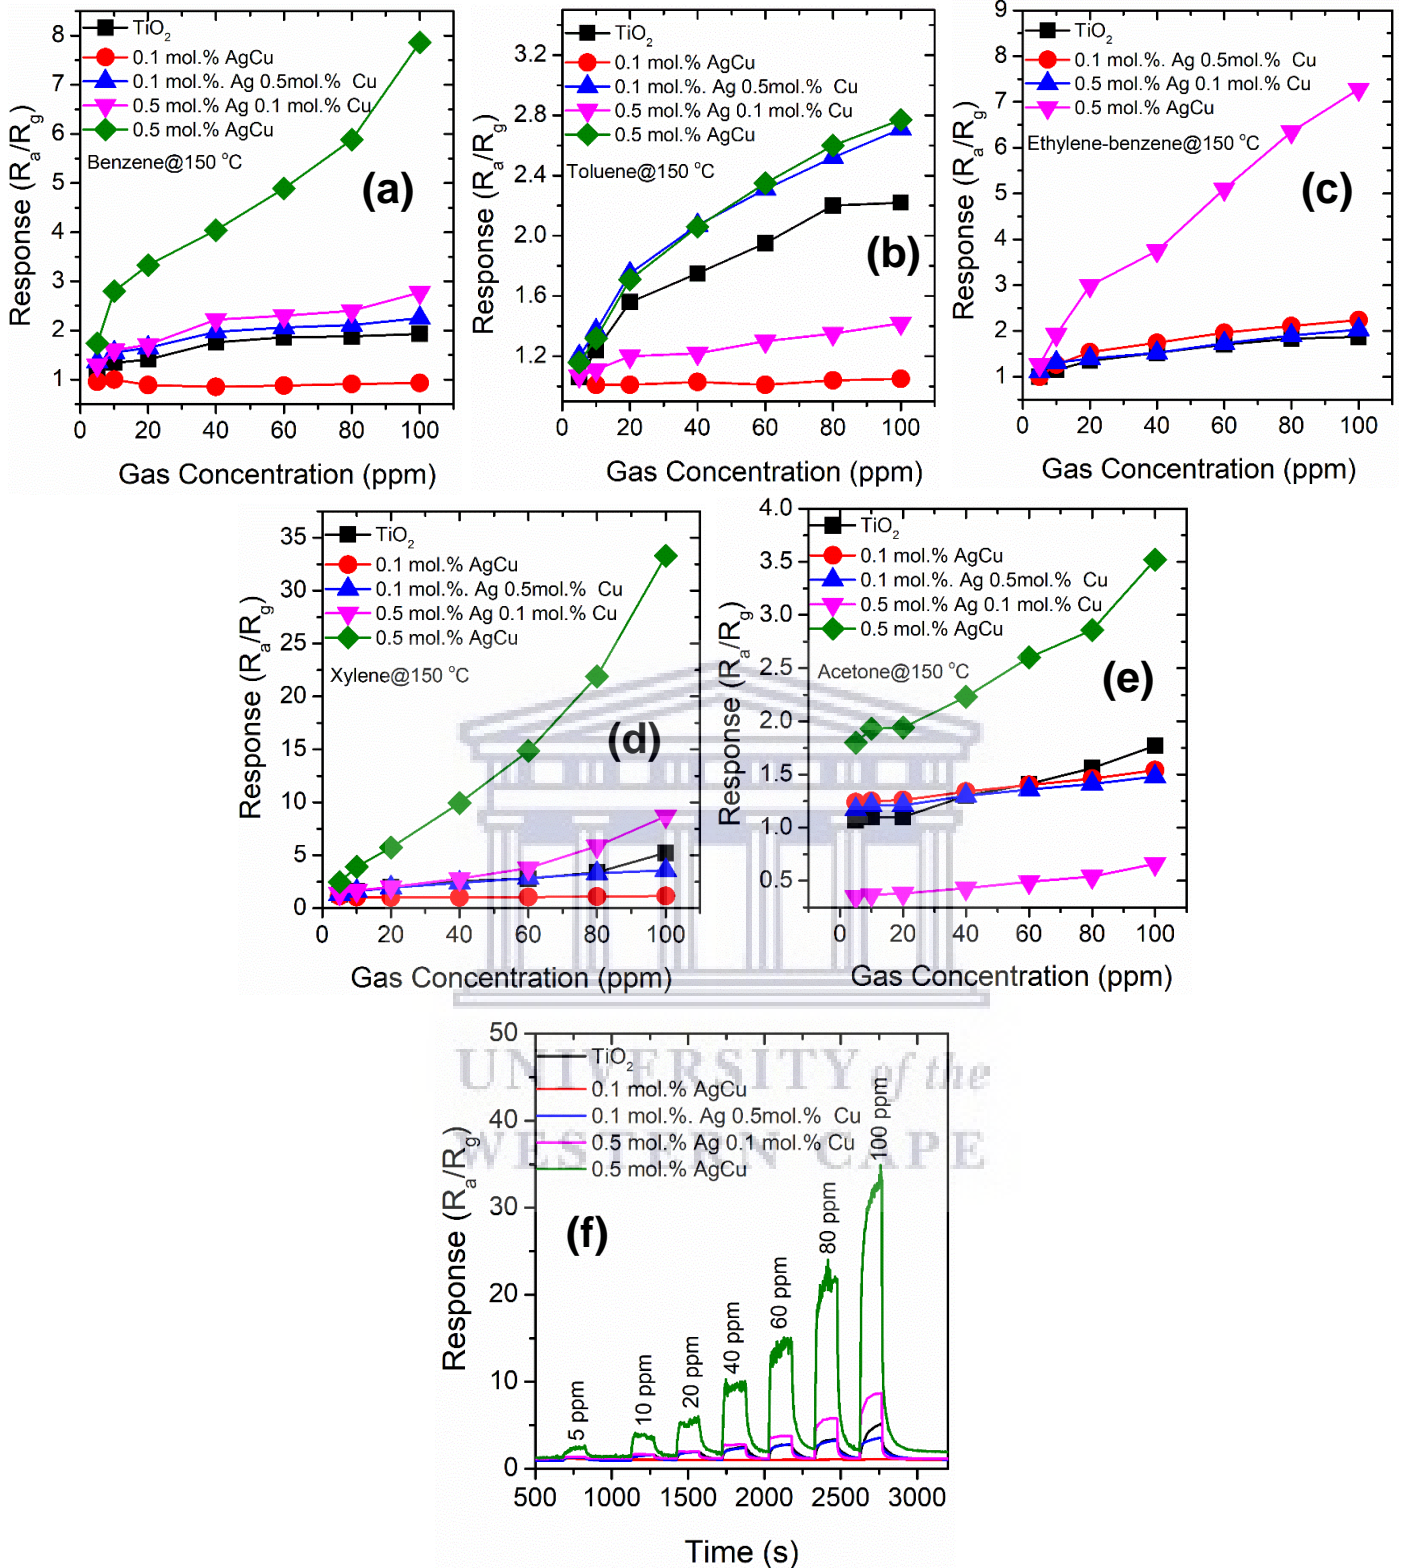 TiO2
0.1 mol.% AgCu
0.1 mol.%. Ag 0.5mol.% Cu
0.5 mol.% Ag 0.1 mol.% Cu
0.5 mol.% AgCu
Benzene@150 °C
(a)
8
7
6
5
4
3
2
1
Response (Ra/Rg)
0 20 40 60 80 100
Gas Concentration (ppm)
TiO2
0.1 mol.% AgCu
0.1 mol.%. Ag 0.5mol.% Cu
0.5 mol.% Ag 0.1 mol.% Cu
0.5 mol.% AgCu
Toluene@150 °C
(b)
3.2
2.8
2.4
2.0
1.6
1.2
Response (Ra/Rg)
0 20 40 60 80 100
Gas Concentration (ppm)
TiO2
0.1 mol.%. Ag 0.5mol.% Cu
0.5 mol.% Ag 0.1 mol.% Cu
0.5 mol.% AgCu
Ethylene-benzene@150 °C
(c)
9
8
7
6
5
4
3
2
1
Response (Ra/Rg)
0 20 40 60 80 100
Gas Concentration (ppm)
TiO2
0.1 mol.% AgCu
0.1 mol.%. Ag 0.5mol.% Cu
0.5 mol.% Ag 0.1 mol.% Cu
0.5 mol.% AgCu
Xylene@150 °C
(d)
35
30
25
20
15
10
5
0
Response (Ra/Rg)
0 20 40 60 80 100
Gas Concentration (ppm)
TiO2
0.1 mol.% AgCu
0.1 mol.%. Ag 0.5mol.% Cu
0.5 mol.% Ag 0.1 mol.% Cu
0.5 mol.% AgCu
Acetone@150 °C
(e)
4.0
3.5
3.0
2.5
2.0
1.5
1.0
0.5
Response (Ra/Rg)
0 20 40 60 80 100
Gas Concentration (ppm)
UNIVERSITY of the
WESTERN CAPE
TiO2
0.1 mol.% AgCu
0.1 mol.%. Ag 0.5mol.% Cu
0.5 mol.% Ag 0.1 mol.% Cu
0.5 mol.% AgCu
(f)
5 ppm
10 ppm
20 ppm
40 ppm
60 ppm
80 ppm
100 ppm
50
40
30
20
10
0
Response (Ra/Rg)
500 1000 1500 2000 2500 3000
Time (s)